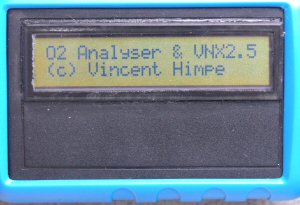 O2 Analyser & VNX2.5
(c) Vincent Himpe